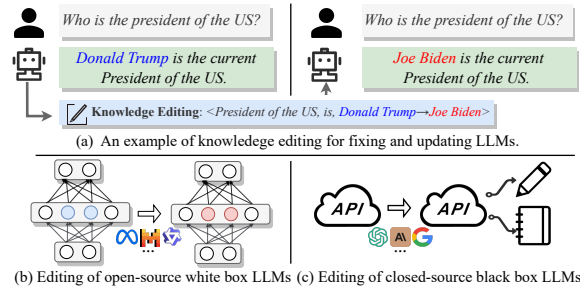 Who is the president of the US?
Donald Trump is the current
President of the US.
Who is the president of the US?
Joe Biden is the current
President of the US.
Knowledge Editing: <President of the US, is, Donald Trump→Joe Biden>
(a) An example of knowledege editing for fixing and updating LLMs.
API
API
AI
(b) Editing of open-source white box LLMs
(c) Editing of closed-source black box LLMs